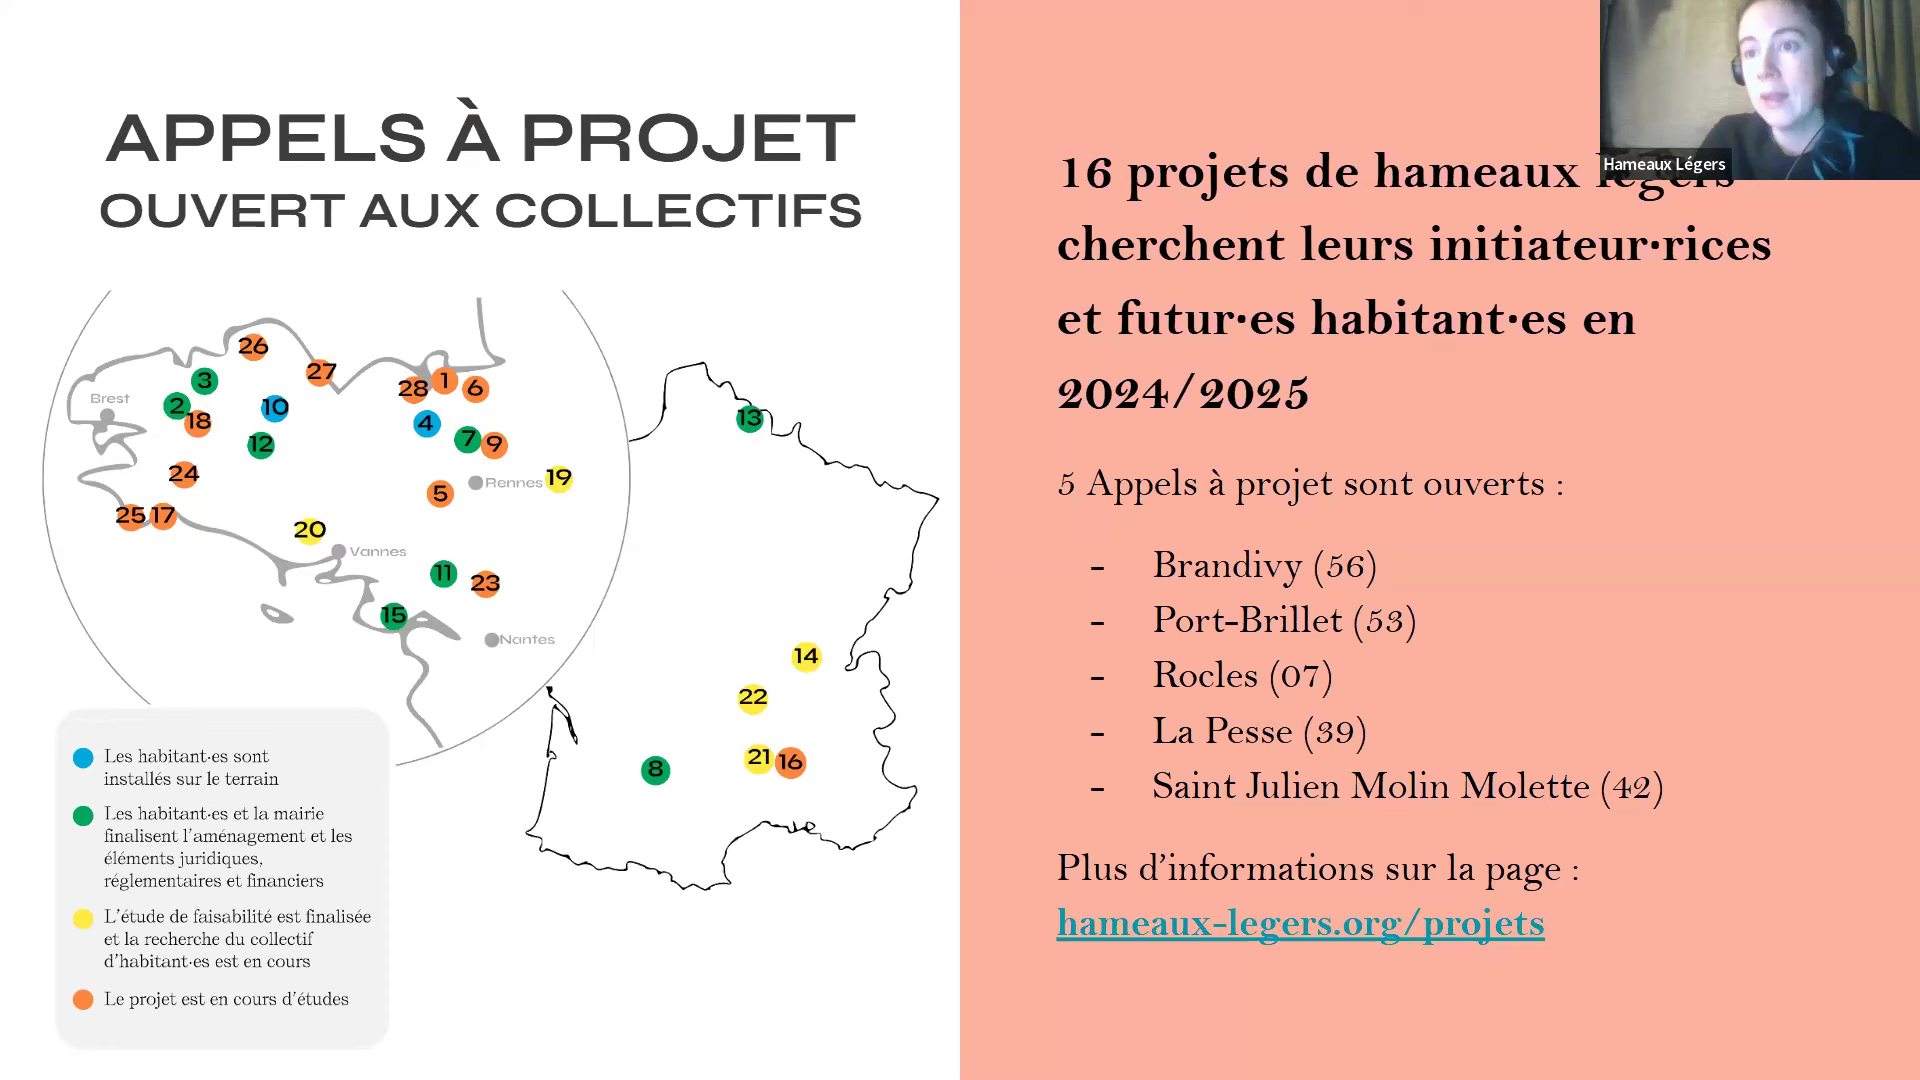 APPELS À PROJET
OUVERT AUX COLLECTIFS
26
27
3
28
1
6
Brest
2
10
18
4
12
7
9
24
Rennes
19
5
25
17
20
Vannes
11
23
15
Nantes
13
14
22
21
16
8
Les habitant·es sont
installés sur le terrain
Les habitant·es et la mairie
finalisent l'aménagement et les
éléments juridiques,
réglementaires et financiers
L'étude de faisabilité est finalisée
et la recherche du collectif
d'habitant·es est en cours
Le projet est en cours d'études
Hameaux Légers
16 projets de hameaux légers
cherchent leurs initiateur·rices
et futur·es habitant·es en
2024/2025
5 Appels à projet sont ouverts :
- Brandivy (56)
- Port-Brillet (53)
- Rocles (07)
- La Pesse (39)
- Saint Julien Molin Molette (42)
Plus d'informations sur la page :
hameaux-legers.org/projets